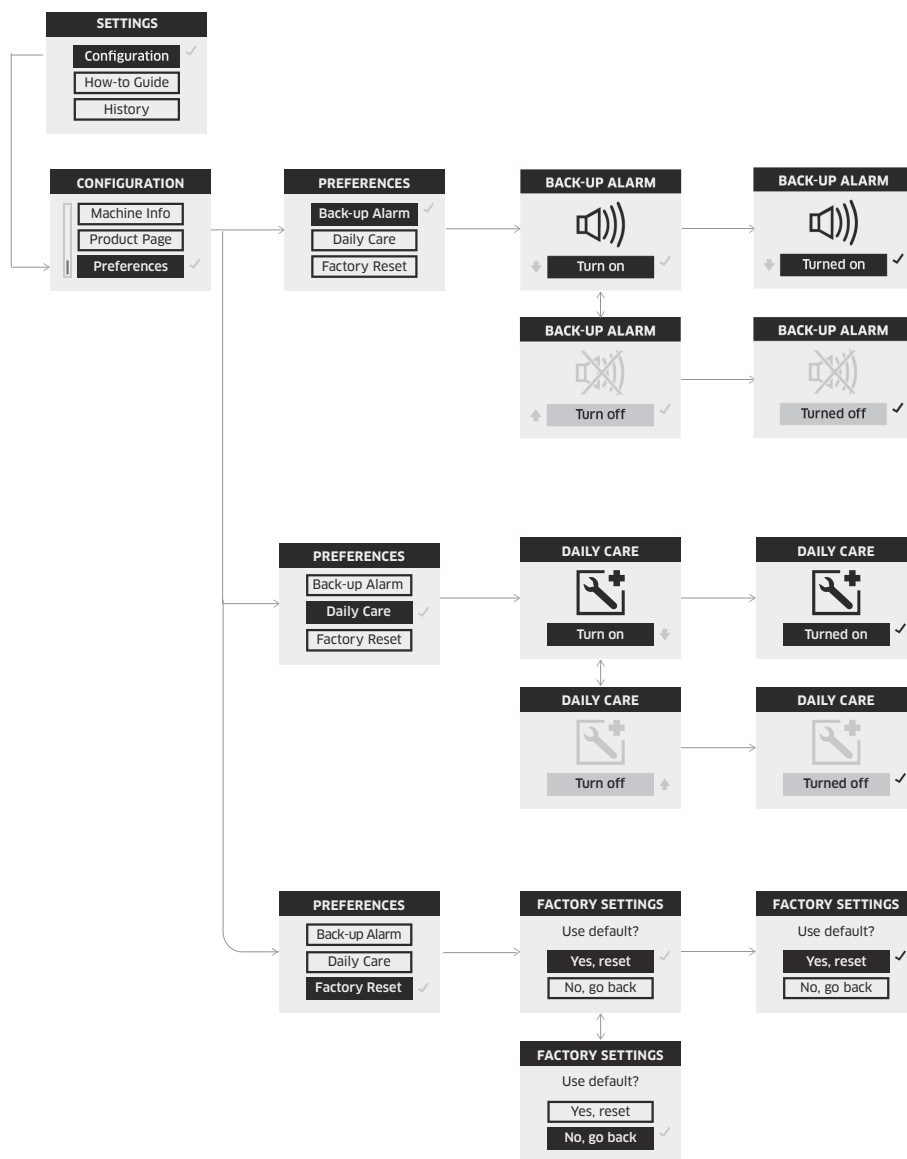 SETTINGS
Configuration
How-to Guide
History
CONFIGURATION
Machine Info
Product Page
Preferences
PREFERENCES
Back-up Alarm
Daily Care
Factory Reset
BACK-UP ALARM
Turn on
BACK-UP ALARM
Turned on
BACK-UP ALARM
Turn off
BACK-UP ALARM
Turned off
PREFERENCES
Back-up Alarm
Daily Care
Factory Reset
DAILY CARE
Turn on
DAILY CARE
Turned on
DAILY CARE
Turn off
DAILY CARE
Turned off
PREFERENCES
Back-up Alarm
Daily Care
Factory Reset
FACTORY SETTINGS
Use default?
Yes, reset
No, go back
FACTORY SETTINGS
Use default?
Yes, reset
No, go back
FACTORY SETTINGS
Use default?
Yes, reset
No, go back